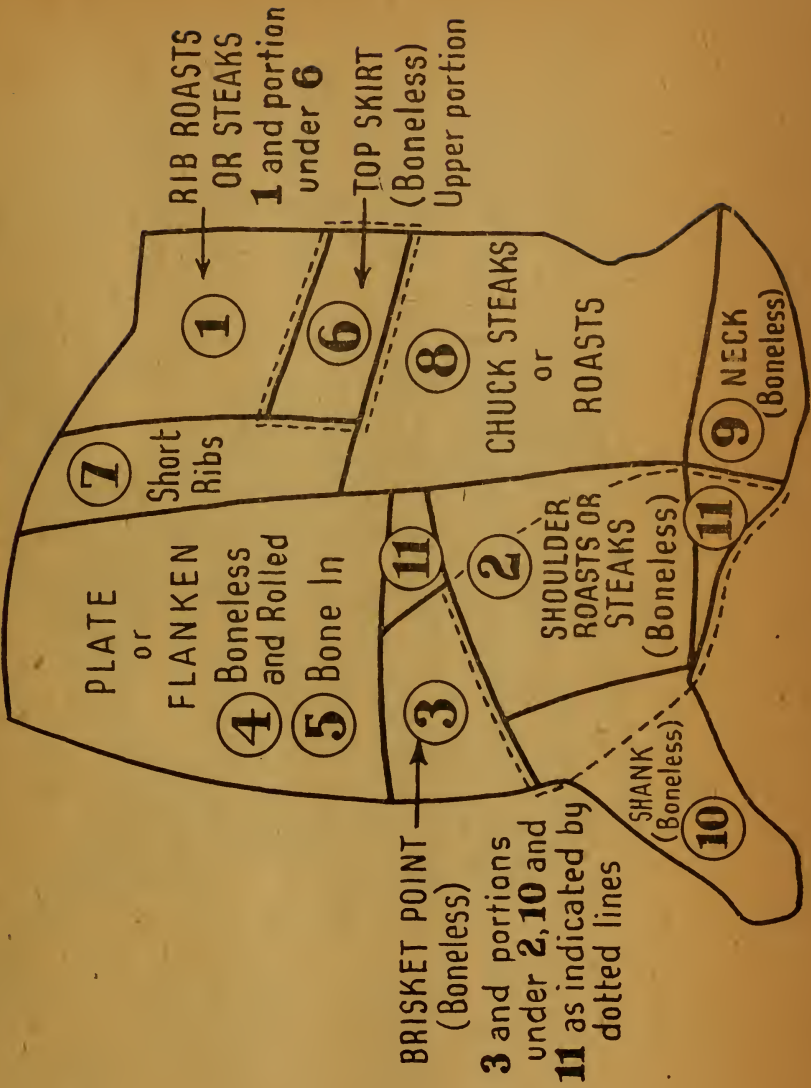 BRISKET POINT
(Boneless)
3 and portions
under 2, 10 and
11 as indicated by
dotted lines
PLATE
or
FLANKEN
4 Boneless
and Rolled
5 Bone In
3
SHANK
(Boneless)
10
11
2
SHOULDER
ROASTS OR
STEAKS
(Boneless)
11
7
Short
Ribs
8
CHUCK STEAKS
or
ROASTS
9 NECK
(Boneless)
1
6
RIB ROASTS
OR STEAKS
1 and portion
under 6
TOP SKIRT
(Boneless)
Upper portion